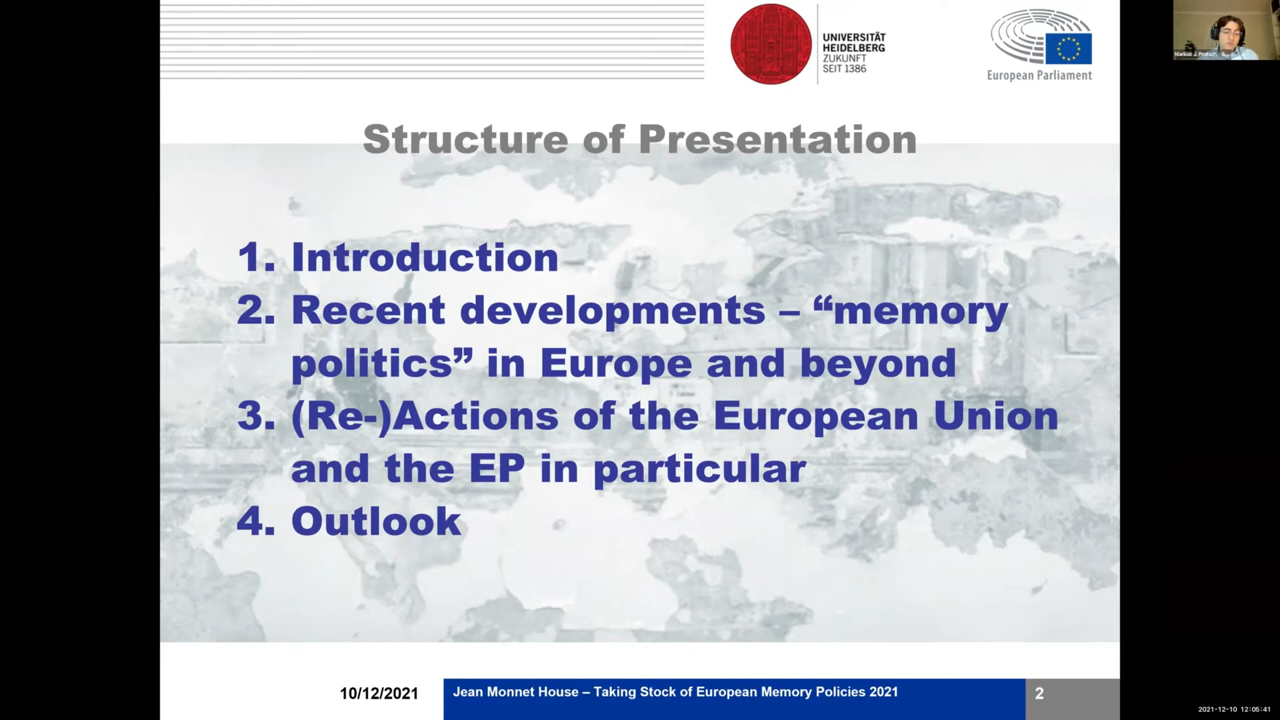 UNIVERSITÄT
HEIDELBERG
ZUKUNFT
SEIT 1386
European Parliament
Structure of Presentation
1. Introduction
2. Recent developments – “memory
politics” in Europe and beyond
3. (Re-)Actions of the European Union
and the EP in particular
4. Outlook
10/12/2021
Jean Monnet House – Taking Stock of European Memory Policies 2021
2
2021-12-10 12:05:41